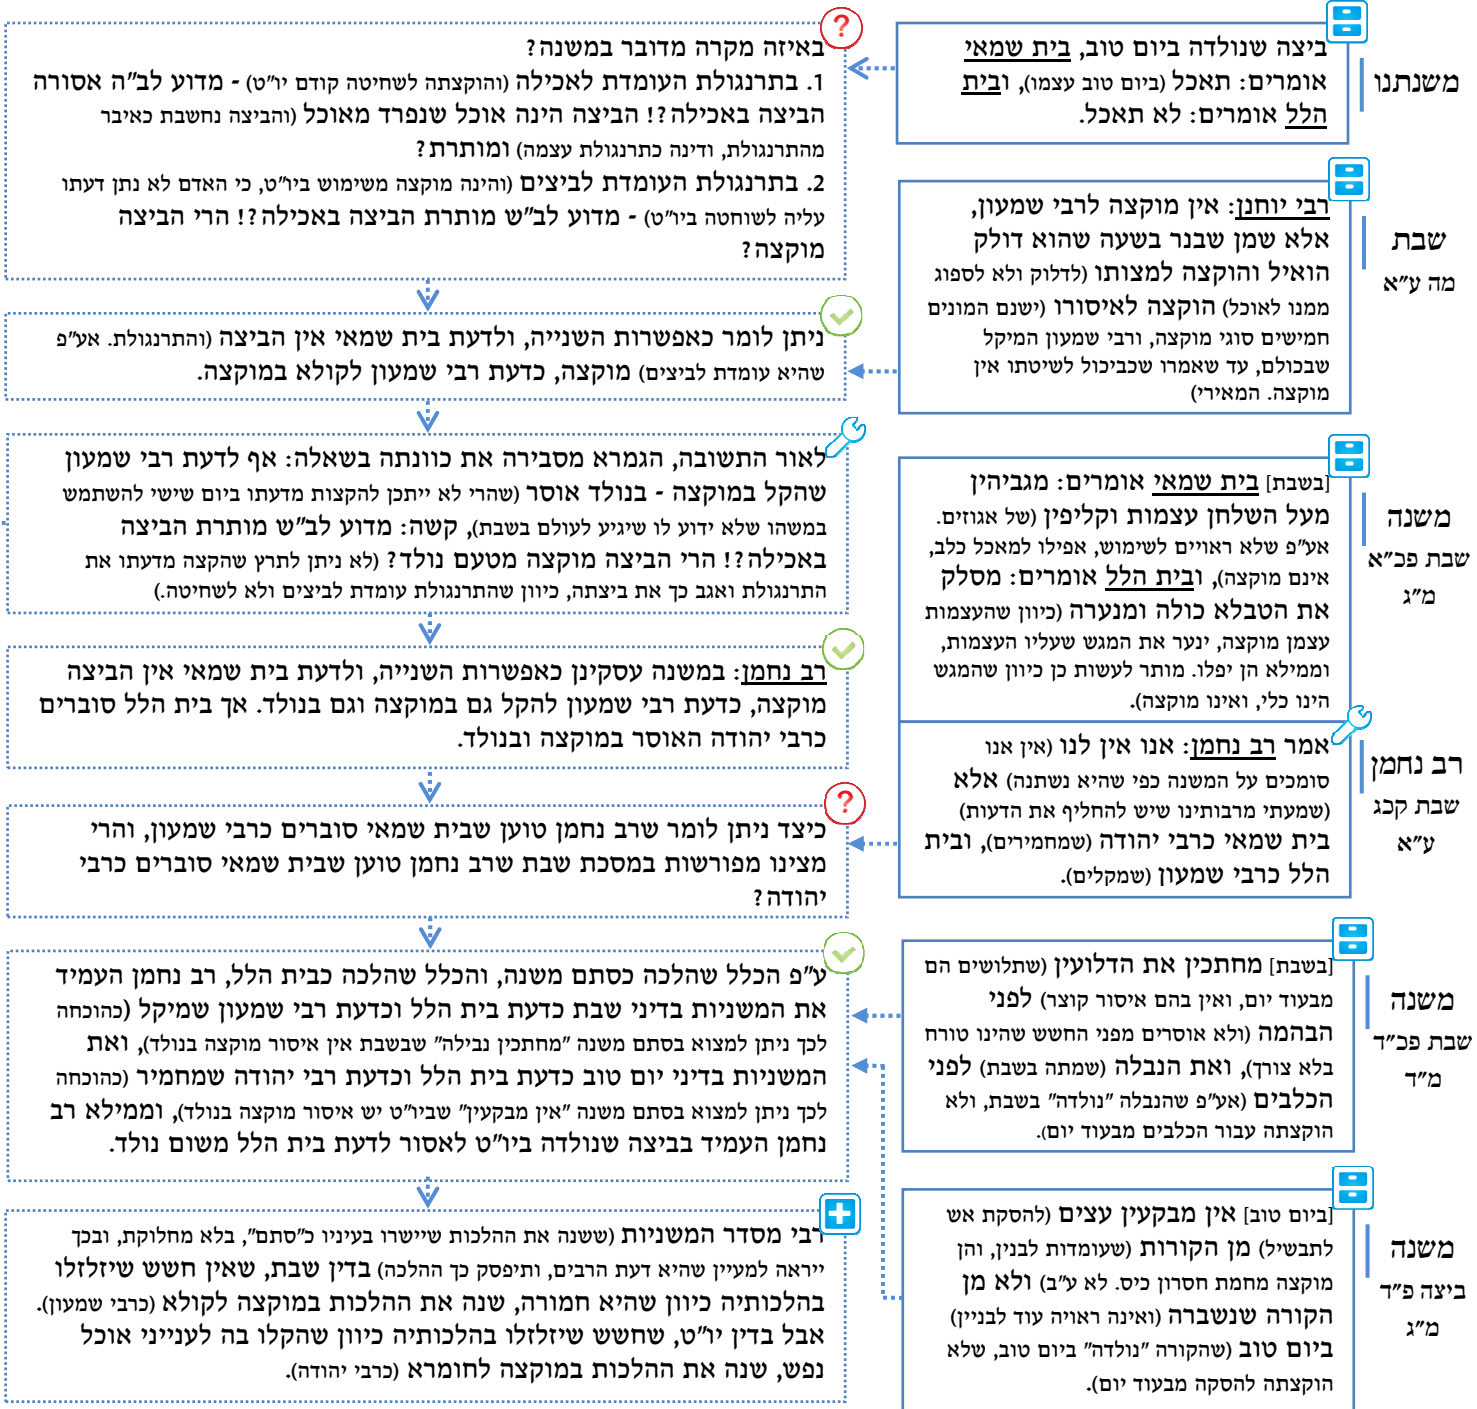 משנתנו
ביצה שנולדה ביום טוב, בית שמאי
אומרים: תאכל (ביום טוב עצמו), ובית
הלל אומרים: לא תאכל.
באיזה מקרה מדובר במשנה?
1. בתרנגולת העומדת לאכילה (והוקצתה לשחיטה קודם יו"ט) - מדוע לב"ה אסורה
הביצה באכילה?! הביצה הינה אוכל שנפרד מאוכל (והביצה נחשבת כאיבר
מהתרנגולת, ודינה כתרנגולת עצמה) ומותרת?
2. בתרנגולת העומדת לביצים (והינה מוקצה משימוש ביו"ט, כי האדם לא נתן דעתו
עליה לשוחטה ביו"ט) - מדוע לב"ש מותרת הביצה באכילה?! הרי הביצה
מוקצה?
שבת
מה ע"א
רבי יוחנן: אין מוקצה לרבי שמעון,
אלא שמן שבנר בשעה שהוא דולק
הואיל והוקצה למצותו (לדלוק ולא לספוג
ממנו לאוכל) הוקצה לאיסורו (ישנם המונים
חמישים סוגי מוקצה, ורבי שמעון המיקל
שבכולם, עד שאמרו שכביכול לשיטתו אין
מוקצה. המאירי)
ניתן לומר כאפשרות השנייה, ולדעת בית שמאי אין הביצה (והתרנגולת. אע"פ
שהיא עומדת לביצים) מוקצה, כדעת רבי שמעון לקולא במוקצה.
לאור התשובה, הגמרא מסבירה את כוונתה בשאלה: אף לדעת רבי שמעון
שהקל במוקצה - בנולד אוסר (שהרי לא ייתכן להקצות מדעתו ביום שישי להשתמש
במשהו שלא ידוע לו שיגיע לעולם בשבת), קשה: מדוע לב"ש מותרת הביצה
באכילה?! הרי הביצה מוקצה מטעם נולד? (לא ניתן לתרץ שהקצה מדעתו את
התרנגולת ואגב כך את ביצתה, כיוון שהתרנגולת עומדת לביצים ולא לשחיטה.)
משנה
שבת פכ"א
מ"ג
[בשבת] בית שמאי אומרים: מגביהין
מעל השלחן עצמות וקליפין (של אגוזים.
אע"פ שלא ראויים לשימוש, אפילו למאכל כלב,
אינם מוקצה), ובית הלל אומרים: מסלק
את הטבלא כולה ומנערה (כיוון שהעצמות
עצמן מוקצה, ינער את המגש שעליו העצמות,
וממילא הן יפלו. מותר לעשות כן כיוון שהמגש
הינו כלי, ואינו מוקצה).
רב נחמן: במשנה עסקינן כאפשרות השנייה, ולדעת בית שמאי אין הביצה
מוקצה, כדעת רבי שמעון להקל גם במוקצה וגם בנולד. אך בית הלל סוברים
כרבי יהודה האוסר במוקצה ובנולד.
רב נחמן
שבת קכג
ע"א
אמר רב נחמן: אנו אין לנו (אין אנו
סומכים על המשנה כפי שהיא נשתנה) אלא
(שמעתי מרבותינו שיש להחליף את הדעות)
בית שמאי כרבי יהודה (שמחמירים), ובית
הלל כרבי שמעון (שמקלים).
כיצד ניתן לומר שרב נחמן טוען שבית שמאי סוברים כרבי שמעון, והרי
מצינו מפורשות במסכת שבת שרב נחמן טוען שבית שמאי סוברים כרבי
יהודה?
משנה
שבת פכ"ד
מ"ד
[בשבת] מחתכין את הדלועין (שתלושים הם
מבעוד יום, ואין בהם איסור קוצר) לפני
הבהמה (ולא אוסרים מפני החשש שהינו טורח
בלא צורך), ואת הנבלה (שמתה בשבת) לפני
הכלבים (אע"פ שהנבלה "נולדה" בשבת, ולא
הוקצתה עבור הכלבים מבעוד יום).
ע"פ הכלל שהלכה כסתם משנה, והכלל שהלכה כבית הלל, רב נחמן העמיד
את המשניות בדיני שבת כדעת בית הלל וכדעת רבי שמעון שמיקל (כהוכחה
לכך ניתן למצוא בסתם משנה "מחתכין נבילה" שבשבת אין איסור מוקצה בנולד), ואת
המשניות בדיני יום טוב כדעת בית הלל וכדעת רבי יהודה שמחמיר (כהוכחה
לכך ניתן למצוא בסתם משנה "אין מבקעין" שביו"ט יש איסור מוקצה בנולד), וממילא רב
נחמן העמיד בביצה שנולדה ביו"ט לאסור לדעת בית הלל משום נולד.
משנה
ביצה פ"ד
מ"ג
[ביום טוב] אין מבקעין עצים (להסקת אש
לתבשיל) מן הקורות (שעומדות לבנין, והן
מוקצה מחמת חסרון כיס. לא ע"ב) ולא מן
הקורה שנשברה (ואינה ראויה עוד לבניין)
ביום טוב (שהקורה "נולדה" ביום טוב, שלא
הוקצתה להסקה מבעוד יום).
רבי מסדר המשניות (ששנה את ההלכות שיישרו בעיניו כ"סתם", בלא מחלוקת, ובכך
ייראה למעיין שהיא דעת הרבים, ותיפסק כך ההלכה) בדין שבת, שאין חשש שיזלזלו
בהלכותיה כיוון שהיא חמורה, שנה את ההלכות במוקצה לקולא (כרבי שמעון).
אבל בדין יו"ט, שחשש שיזלזלו בהלכותיה כיוון שהקלו בה לענייני אוכל
נפש, שנה את ההלכות במוקצה לחומרא (כרבי יהודה).